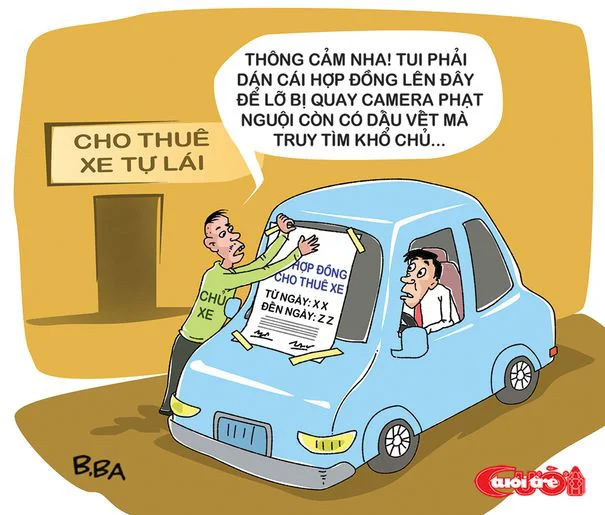 THÔNG CẢM NHA! TUI PHẢI
DÁN CÁI HỢP ĐỒNG LÊN ĐÂY
ĐỂ LỠ BỊ QUAY CAMERA PHẠT
NGUỘI CÒN CÓ DẦU VẾT MÀ
TRUY TÌM KHỔ CHỦ...
CHO THUÊ
XE TỰ LÁI
HỢP ĐỒNG
CHO THUÊ XE
TỪ NGÀY: X X
ĐẾN NGÀY: Z Z
CHỦ
XE
B.BA
tuổi trẻ
CƯỜI